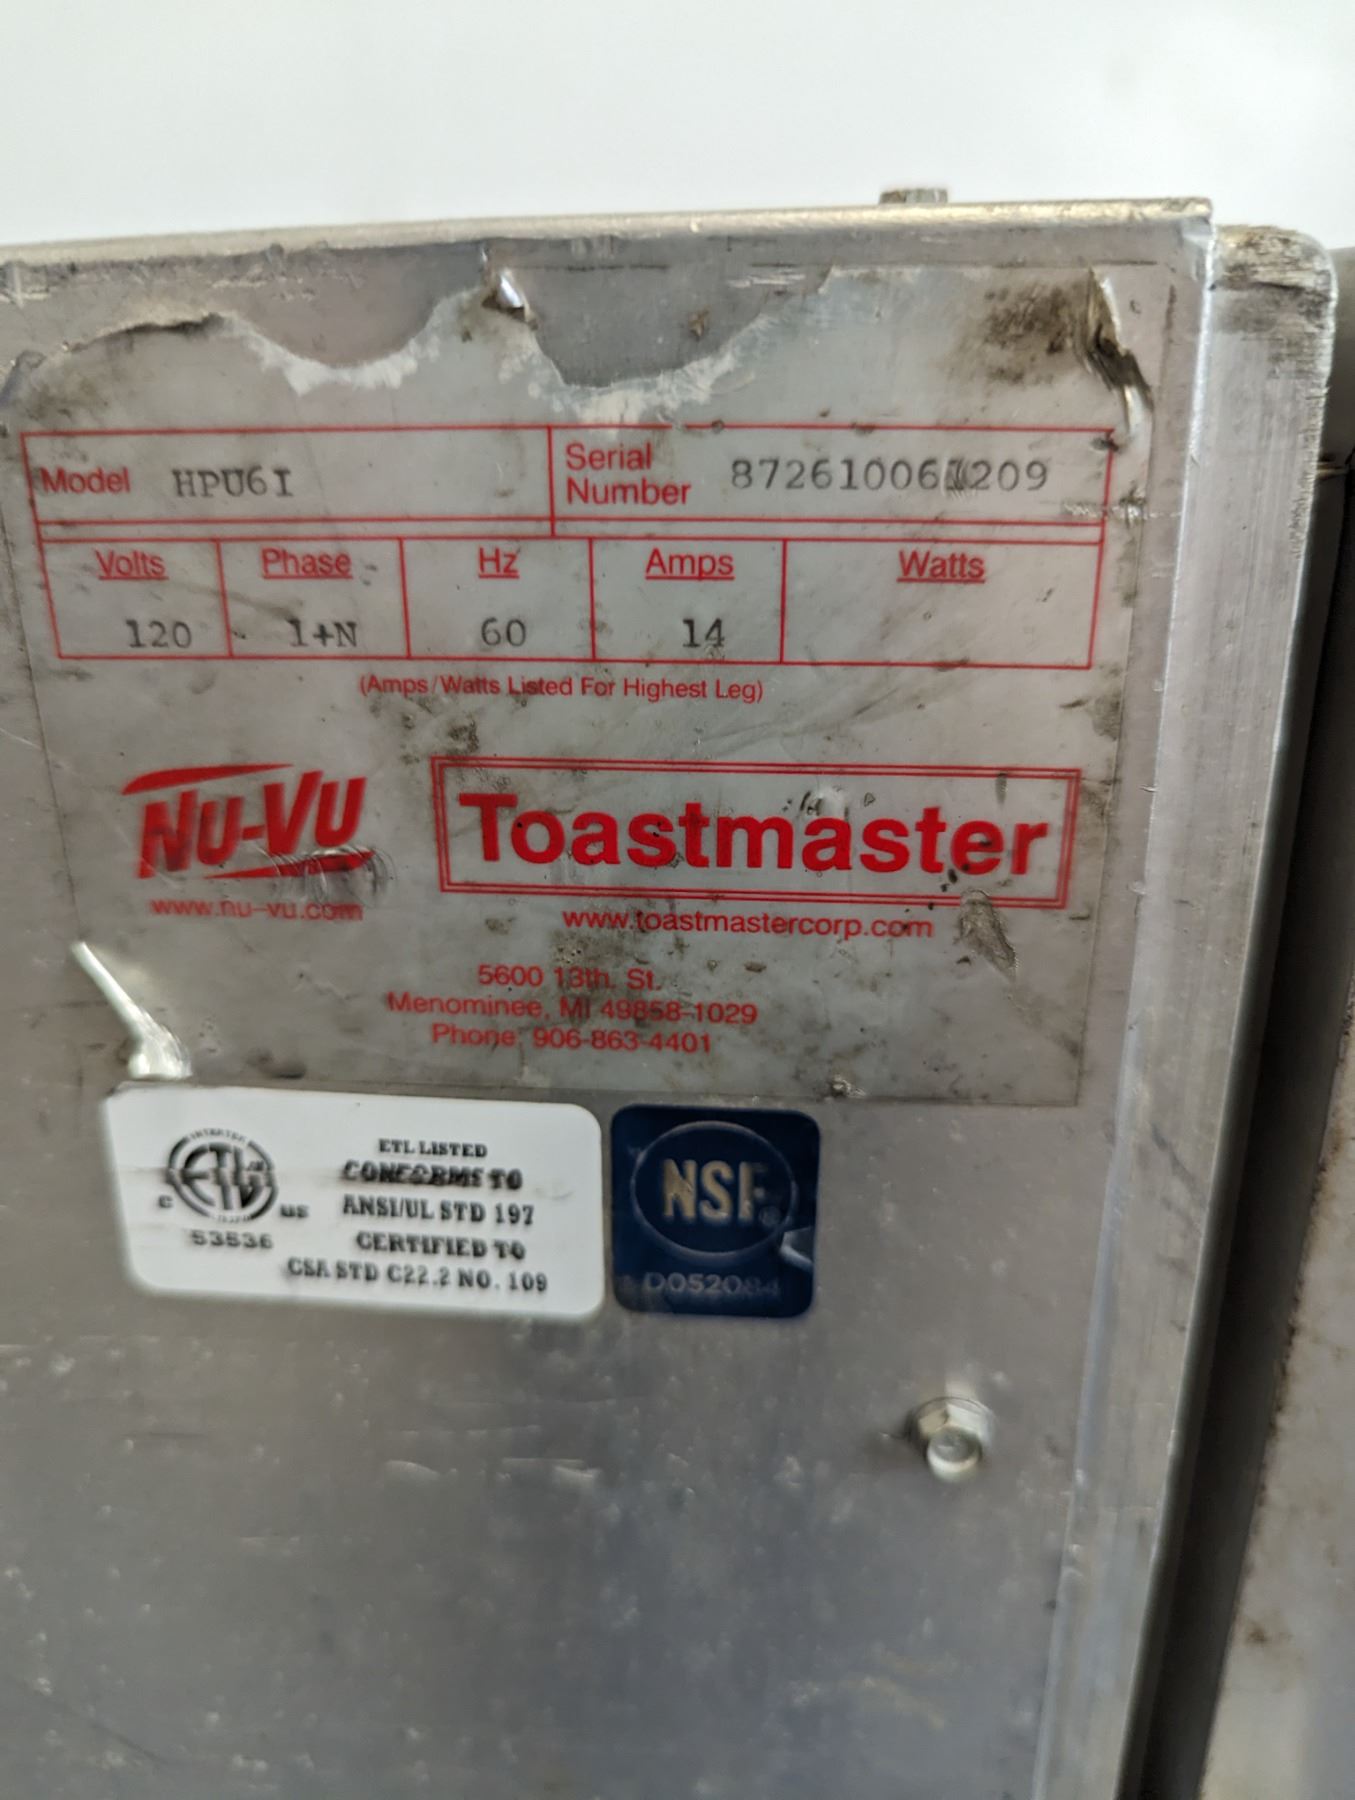 Model HPU6I
Serial Number
Volts Phase Hz Amps Watts
120 1+N 60 14
(Amps/Watts Listed For Highest Leg)
NU-VU Toastmaster
www.nu-vu.com
www.toastmastercorp.com
5600 13th. St.
Menominee, MI 49858-1029
Phone: 906-863-4401
ETL LISTED
CONFORMS TO
ANSI/UL STD 197
CERTIFIED TO
CSA STD C22.2 NO. 109
ETL
C US
53536
NSF®